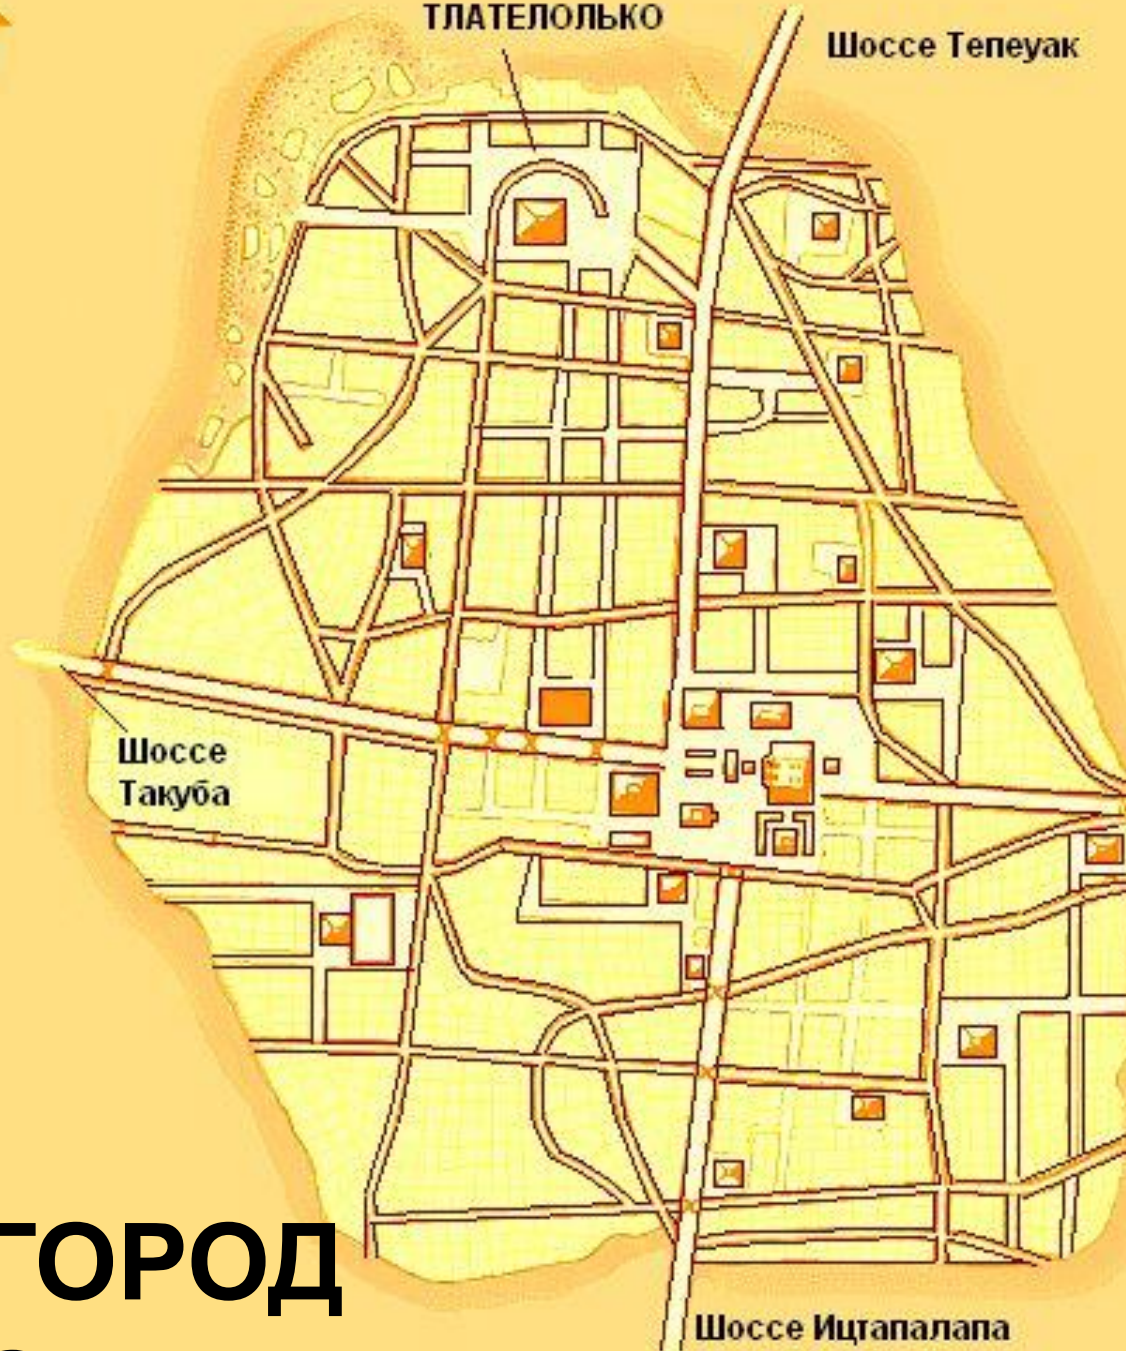 ТЛАТЕЛОЛЬКО
Шоссе Тепеуак
Шоссе
Такуба
ГОРОД
Шоссе Ицтапалапа